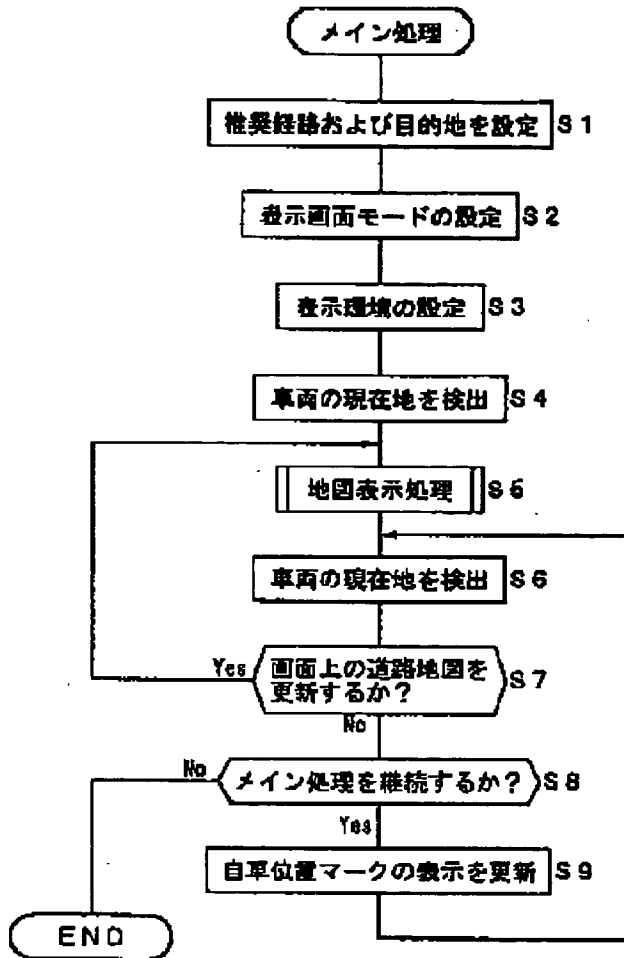 メイン処理
推奨経路および目的地を設定 S1
表示画面モードの設定 S2
表示環境の設定 S3
車両の現在地を検出 S4
地図表示処理 S5
車両の現在地を検出 S6
Yes 画面上の道路地図を
更新するか? S7
No
No メイン処理を継続するか? S8
Yes
自車位置マークの表示を更新 S9
END